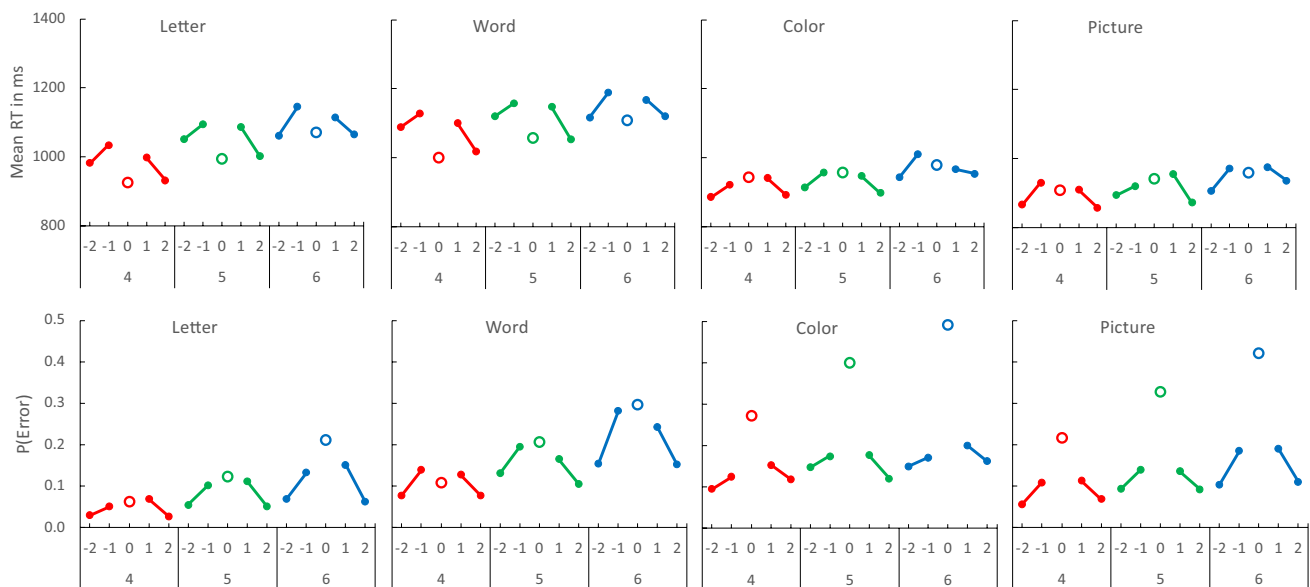 Letter Word Color Picture
Mean RT in ms
1400
1200
1000
800
-2 -1 0 1 2 -2 -1 0 1 2 -2 -1 0 1 2 -2 -1 0 1 2 -2 -1 0 1 2 -2 -1 0 1 2 -2 -1 0 1 2 -2 -1 0 1 2 -2 -1 0 1 2 -2 -1 0 1 2 -2 -1 0 1 2 -2 -1 0 1 2
4 5 6 4 5 6 4 5 6 4 5 6
Letter Word Color Picture
P(Error)
0.5
0.4
0.3
0.2
0.1
0.0
-2 -1 0 1 2 -2 -1 0 1 2 -2 -1 0 1 2 -2 -1 0 1 2 -2 -1 0 1 2 -2 -1 0 1 2 -2 -1 0 1 2 -2 -1 0 1 2 -2 -1 0 1 2 -2 -1 0 1 2 -2 -1 0 1 2 -2 -1 0 1 2
4 5 6 4 5 6 4 5 6 4 5 6